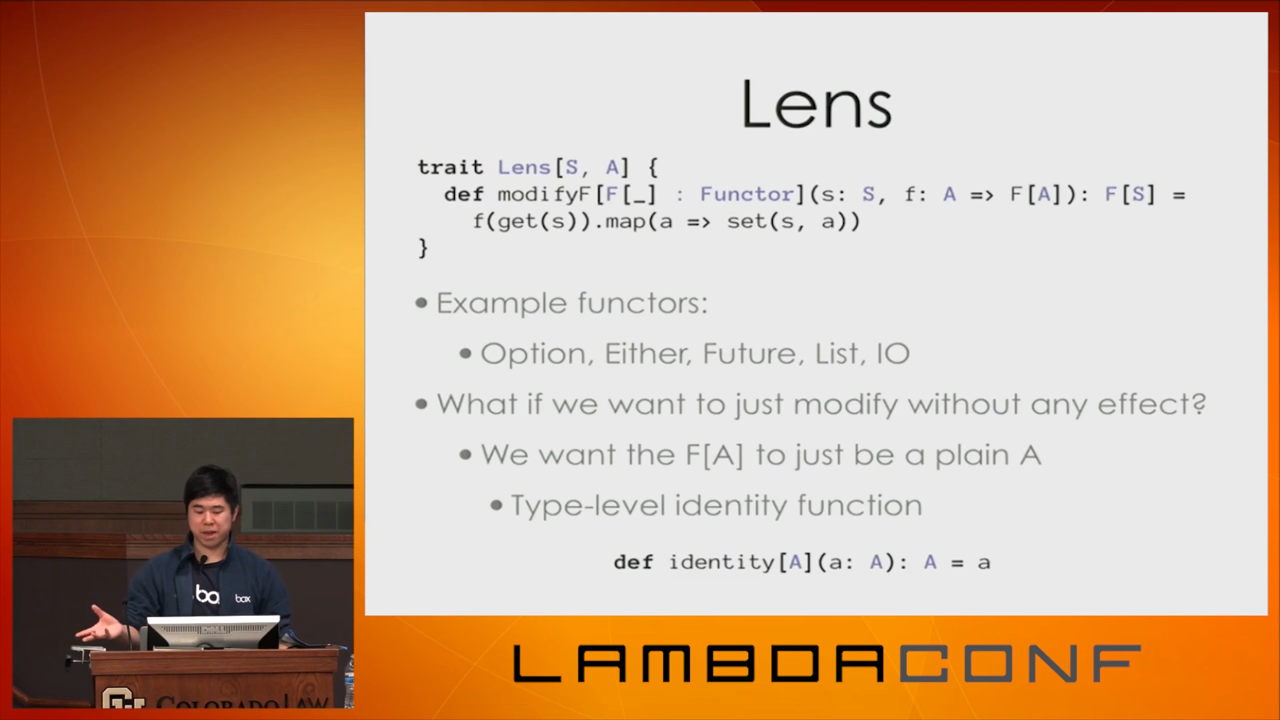 Lens
trait Lens[S, A] {
def modifyF[F[_] : Functor](s: S, f: A => F[A]): F[S] =
f(get(s)).map(a => set(s, a))
}
• Example functors:
• Option, Either, Future, List, IO
• What if we want to just modify without any effect?
• We want the F[A] to just be a plain A
• Type-level identity function
def identity[A](a: A): A = a
box
COLORADO LAW
LAMBDACONF